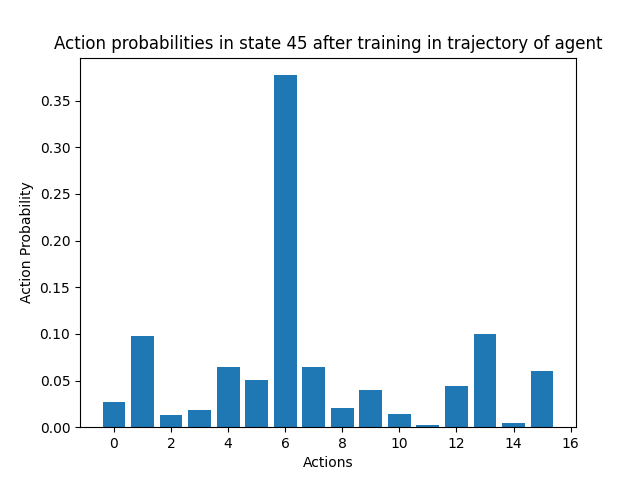 Action probabilities in state 45 after training in trajectory of agent
Action Probability
0.35
0.30
0.25
0.20
0.15
0.10
0.05
0.00
0 2 4 6 8 10 12 14 16
Actions